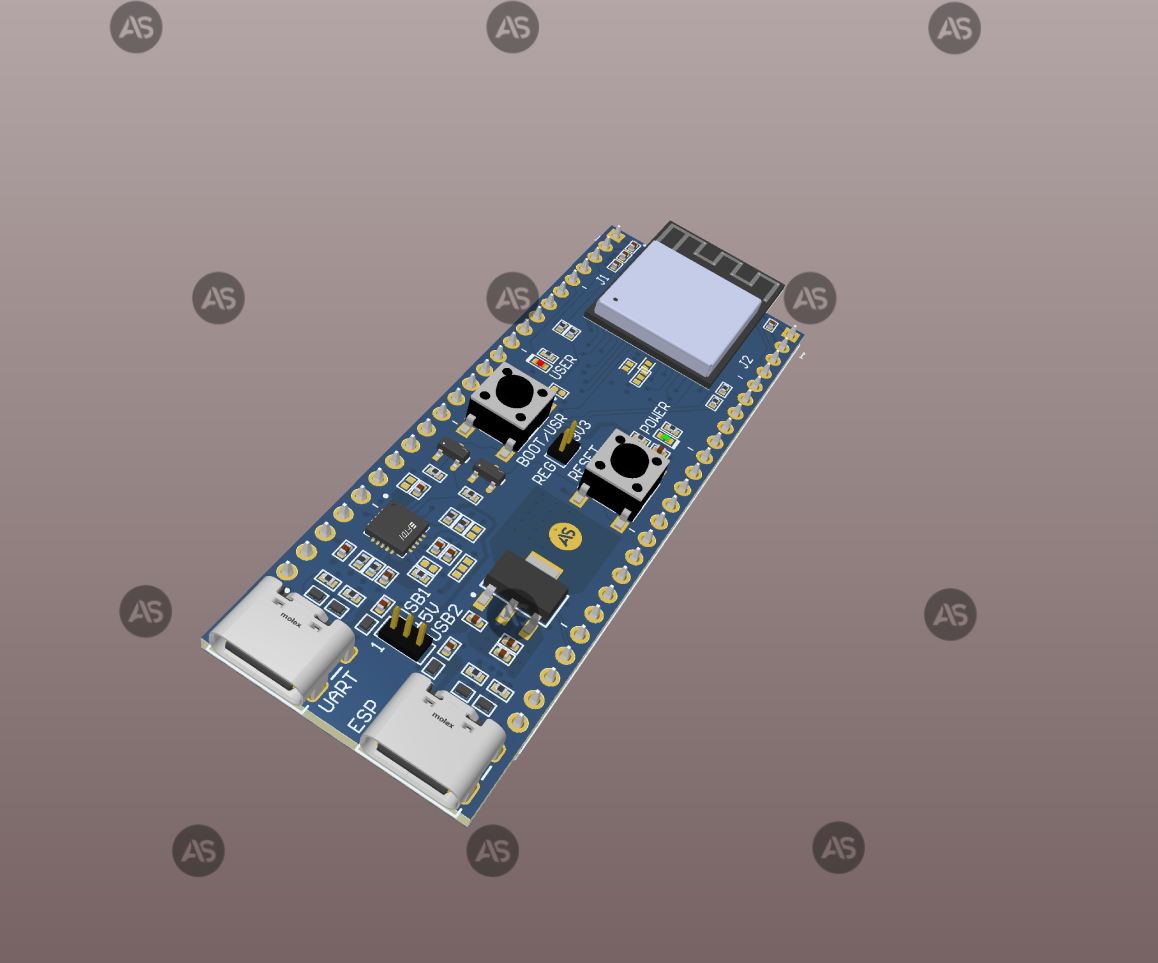 AS
AS
AS
J1
AS
AS
AS
J2
USER
POWER
BOOT/USR
3V3
REG
RESET
FTDI
AS
USB1
5V
USB2
1
molex
UART
ESP
molex
AS
AS
AS
AS
AS